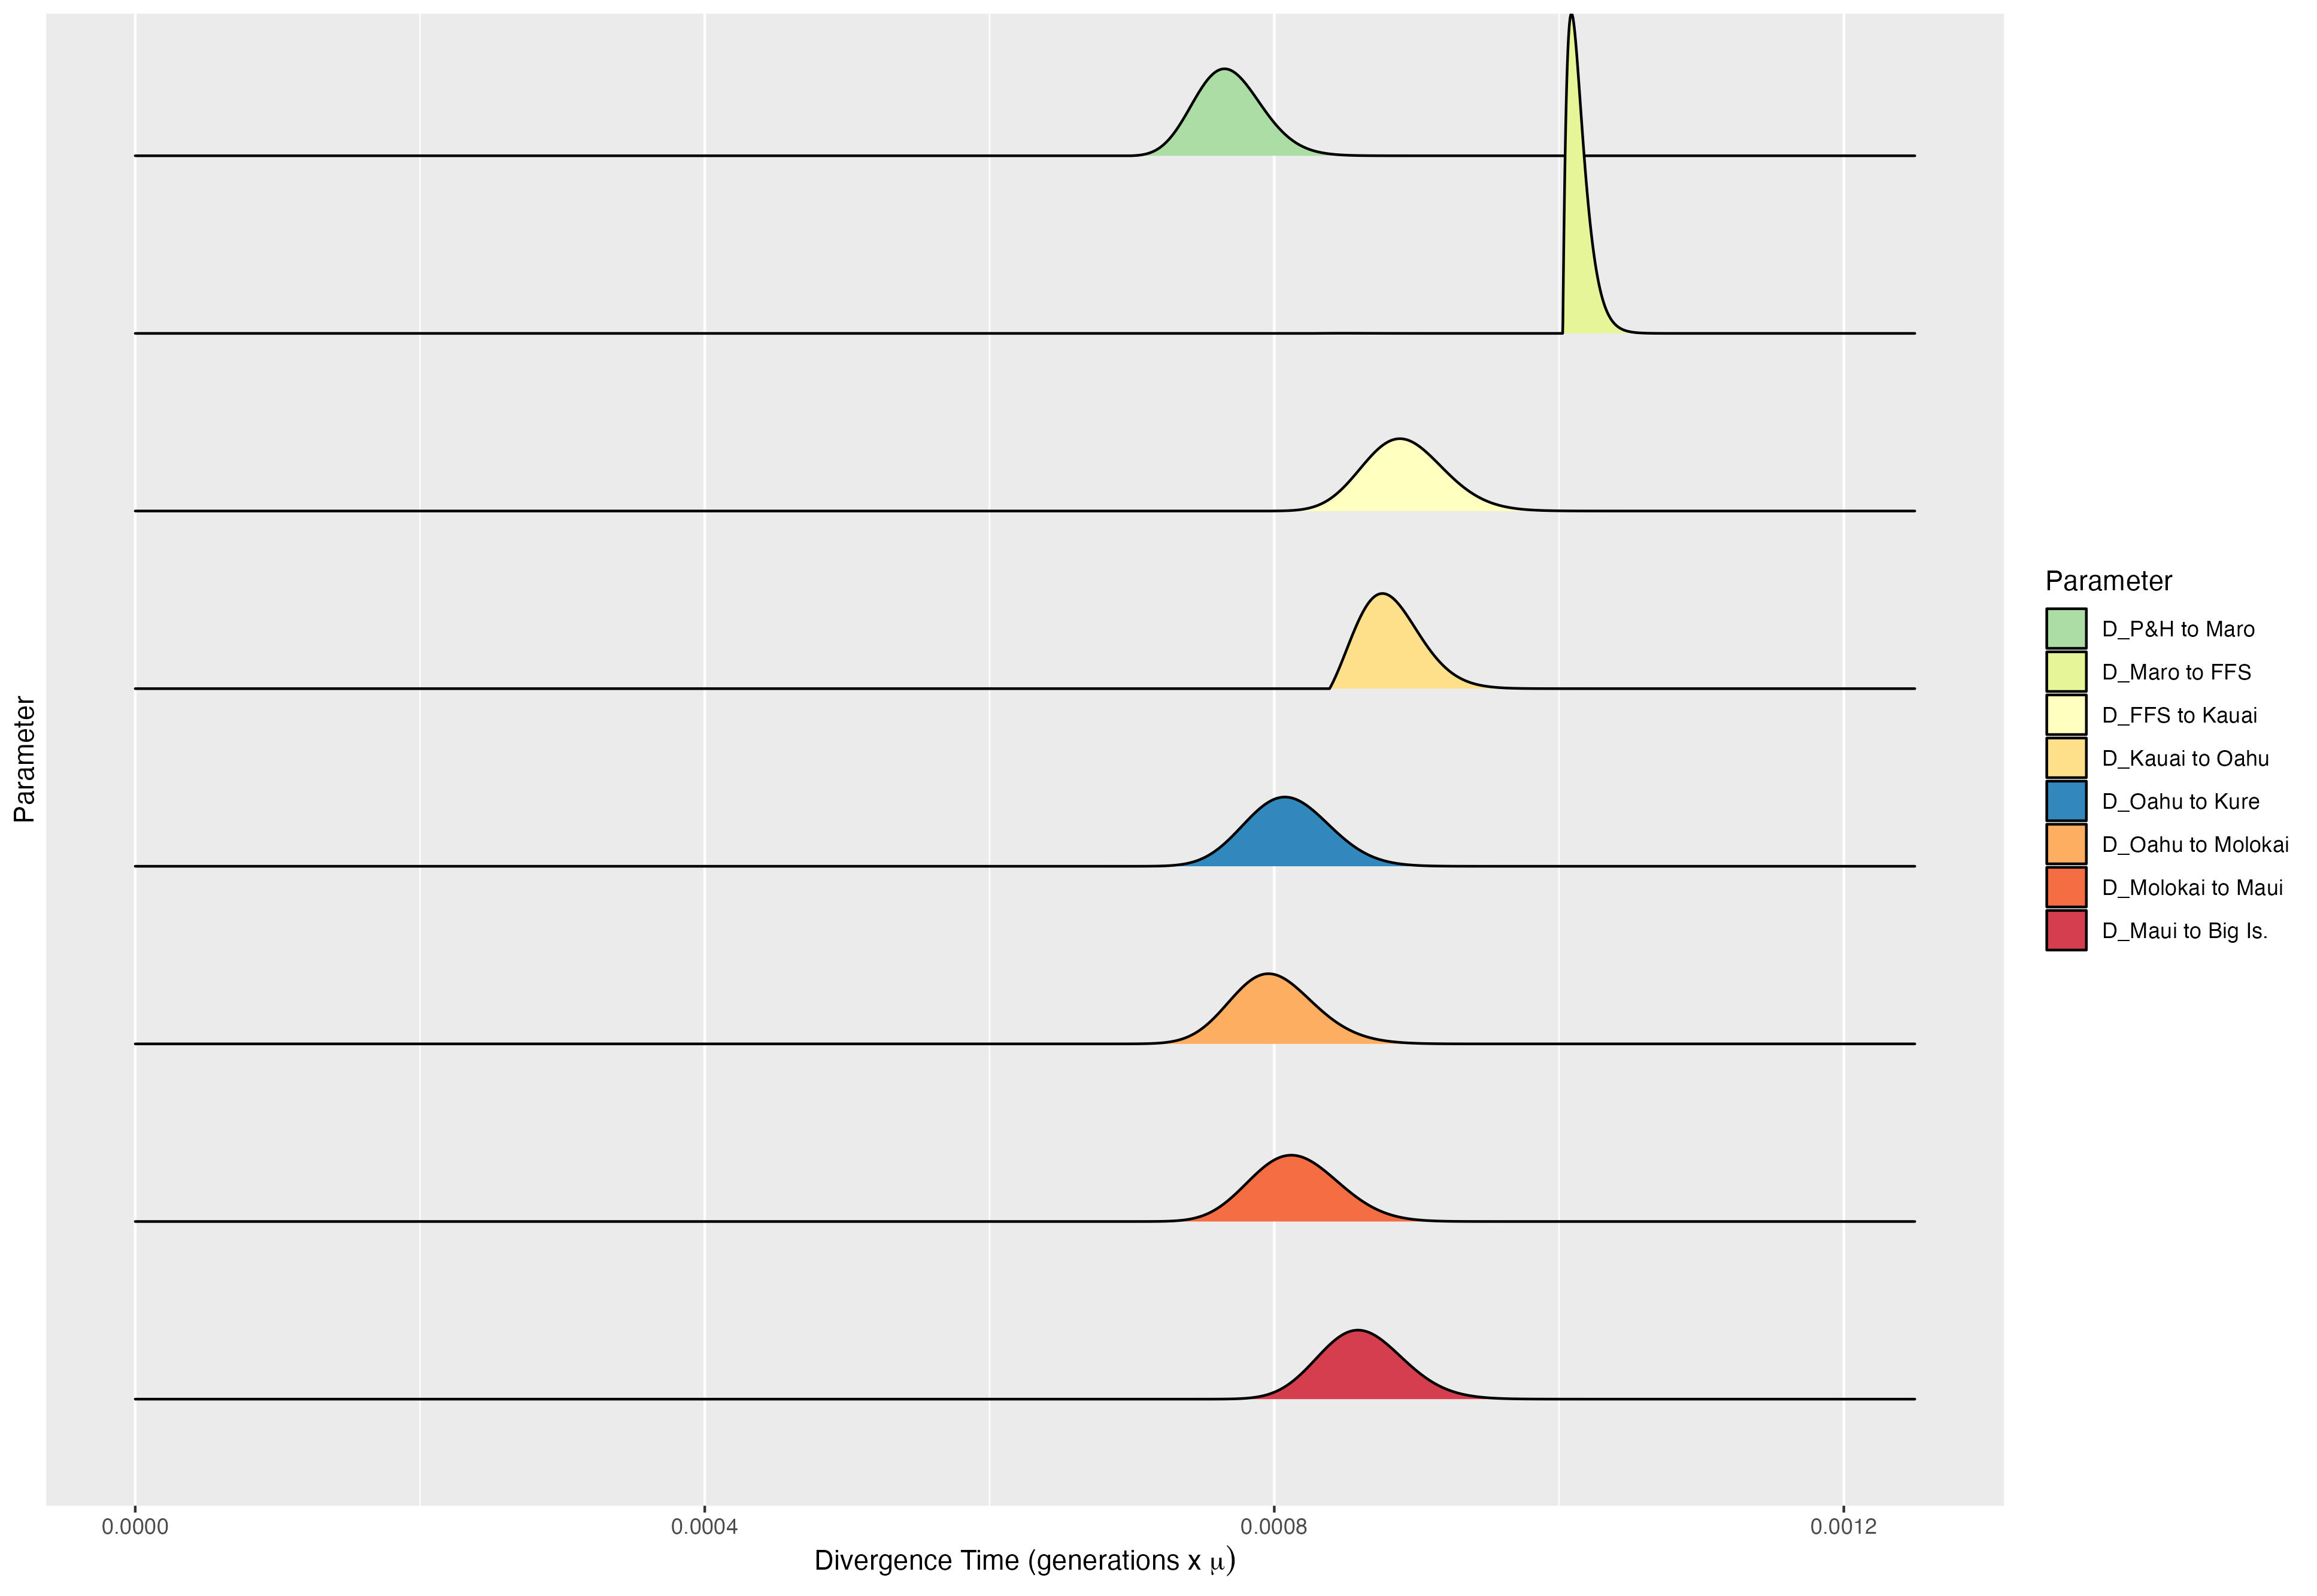 Parameter
0.0000
0.0004
0.0008
0.0012
Divergence Time (generations x μ)
Parameter
D_P&H to Maro
D_Maro to FFS
D_FFS to Kauai
D_Kauai to Oahu
D_Oahu to Kure
D_Oahu to Molokai
D_Molokai to Maui
D_Maui to Big Is.